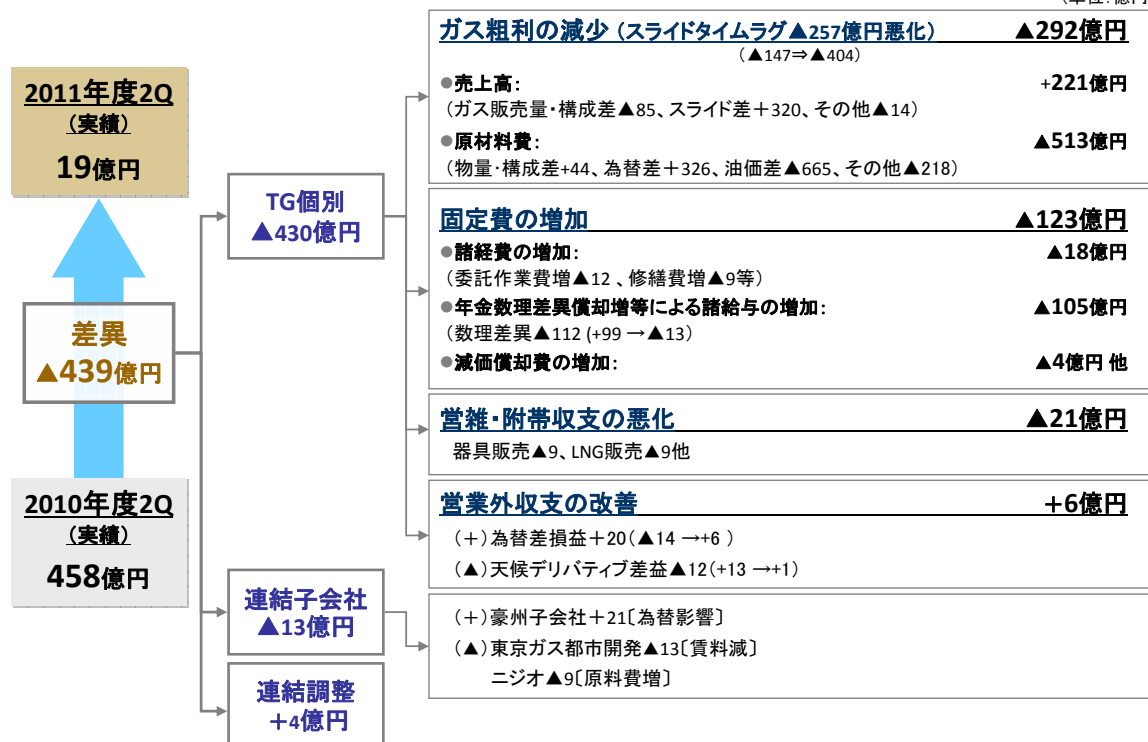 (単位：億円
2011年度2Q
（実績）
19億円
差異
▲439億円
2010年度2Q
（実績）
458億円
TG個別
▲430億円
連結子会社
▲13億円
連結調整
＋4億円
ガス粗利の減少（スライドタイムラグ▲257億円悪化） ▲292億円
（▲147⇒▲404）
●売上高： +221億円
（ガス販売量・構成差▲85、スライド差＋320、その他▲14）
●原材料費： ▲513億円
（物量・構成差+44、為替差＋326、油価差▲665、その他▲218）
固定費の増加 ▲123億円
●諸経費の増加： ▲18億円
（委託作業費増▲12 、修繕費増▲9等）
●年金数理差異償却増等による諸給与の増加： ▲105億円
（数理差異▲112 (+99 →▲13）
●減価償却費の増加： ▲4億円 他
営雑・附帯収支の悪化 ▲21億円
器具販売▲9、LNG販売▲9他
営業外収支の改善 ＋6億円
（＋）為替差損益＋20（▲14 →+6 ）
（▲）天候デリバティブ差益▲12（+13 →+1）
（＋）豪州子会社＋21〔為替影響〕
（▲）東京ガス都市開発▲13〔賃料減〕
ニジオ▲9〔原料費増〕